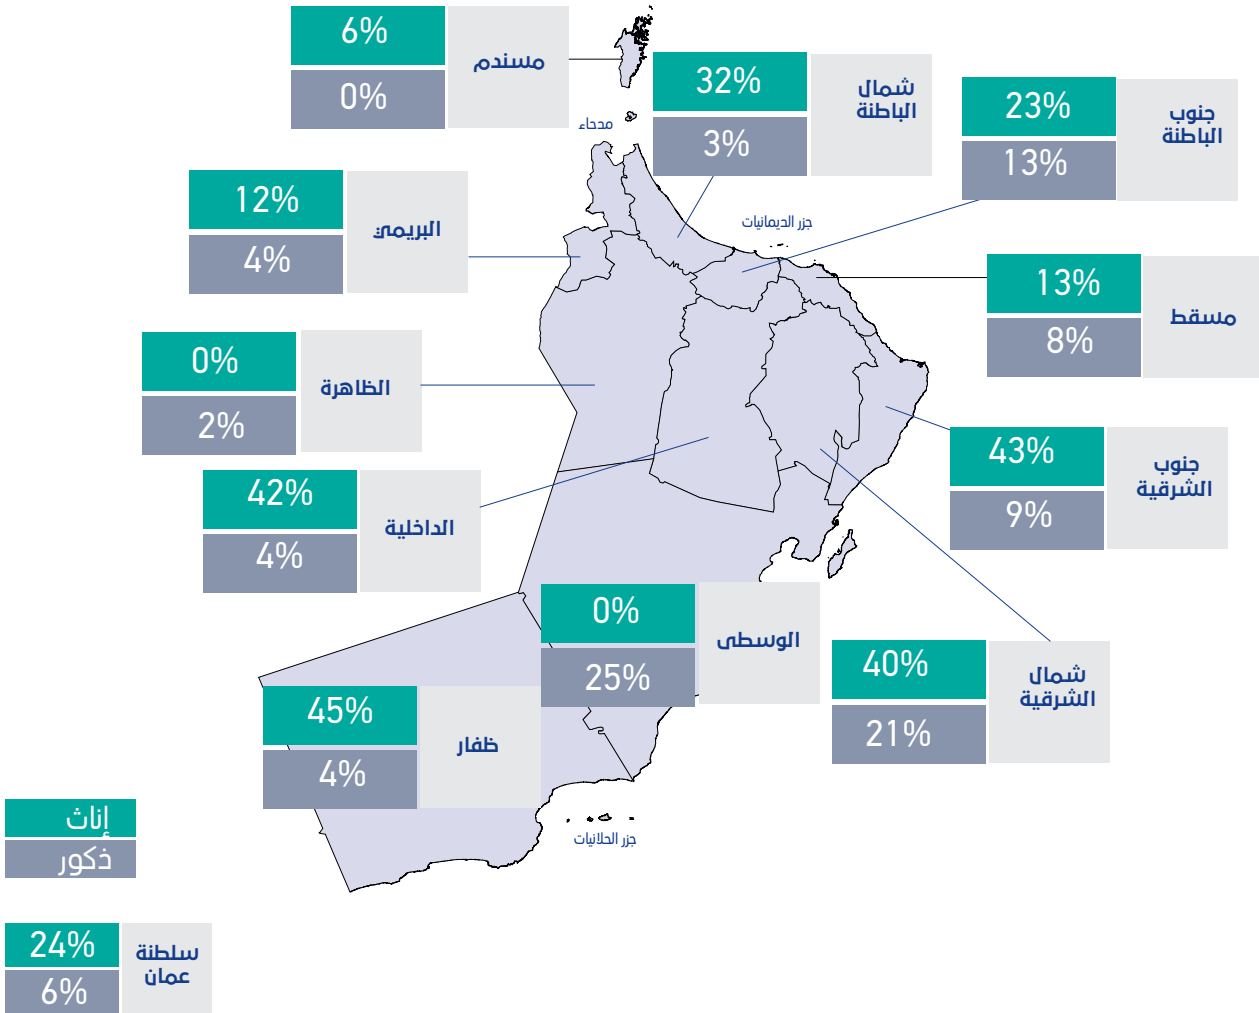 6%
0%
مسندم
32%
3%
شمال
الباطنة
23%
13%
جنوب
الباطنة
مدحاء
12%
4%
البريمي
جزر الديمانيات
13%
8%
مسقط
0%
2%
الظاهرة
43%
9%
جنوب
الشرقية
42%
4%
الداخلية
0%
25%
الوسطى
40%
21%
شمال
الشرقية
45%
4%
ظفار
جزر الحلانيات
إناث
ذكور
24%
6%
سلطنة
عمان